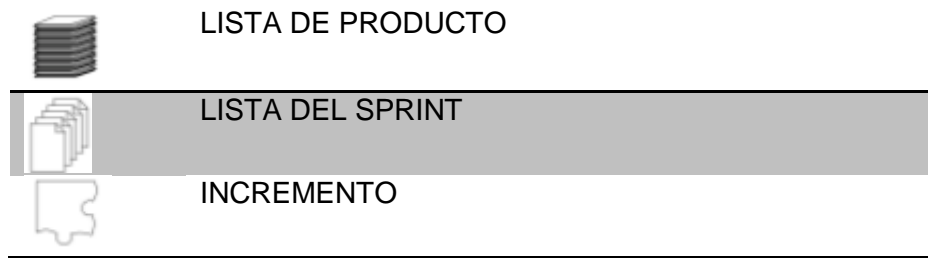 LISTA DE PRODUCTO
LISTA DEL SPRINT
INCREMENTO